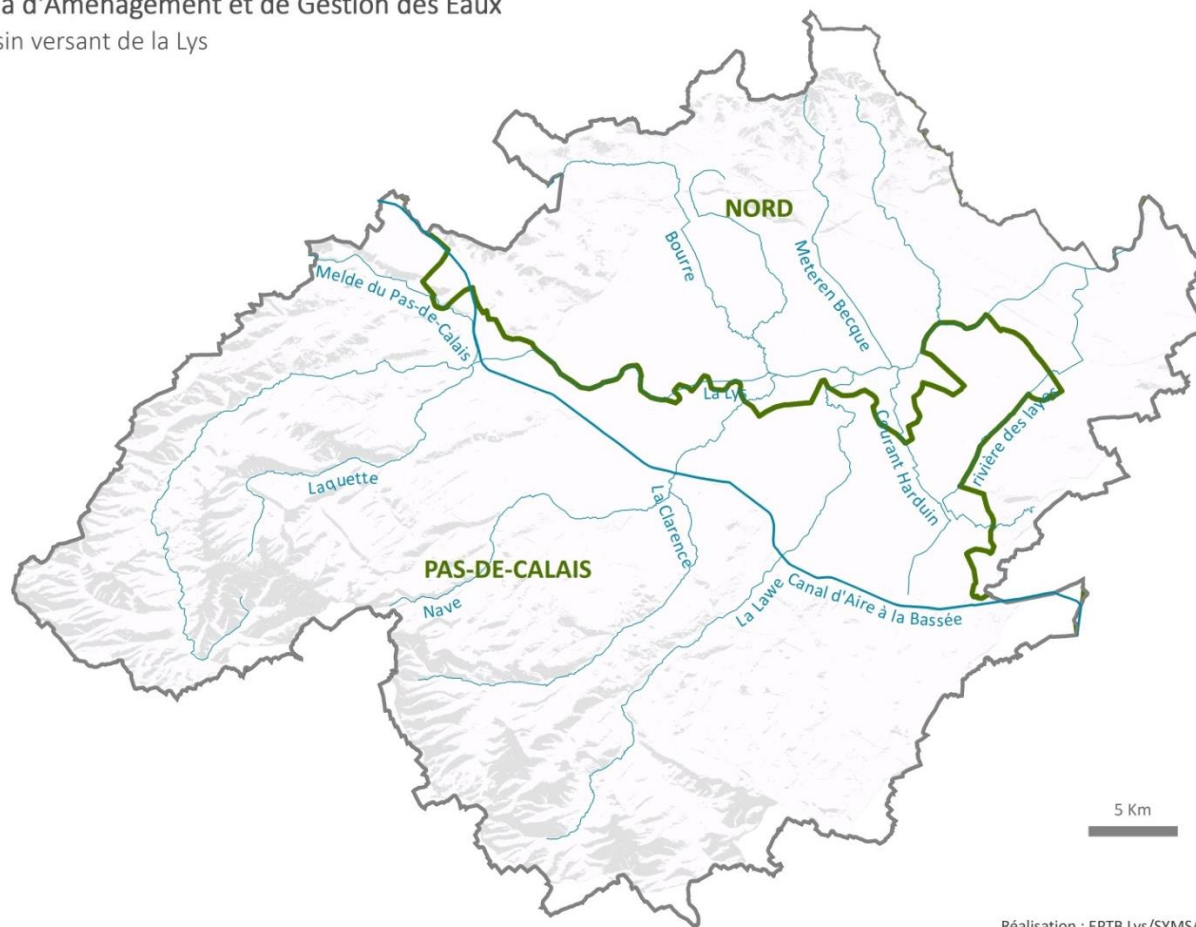 a d'Aménagement et de Gestion des Eaux
sin versant de la Lys
NORD
Bourre
Meteren Becque
Melde du Pas-de-Calais
La Lys
rivière des layes
Courant Harduin
Laquette
La Clarence
PAS-DE-CALAIS
Nave
La Lawe
Canal d'Aire à la Bassée
5 Km
Réalisation : EPTB Lys/SYMSA